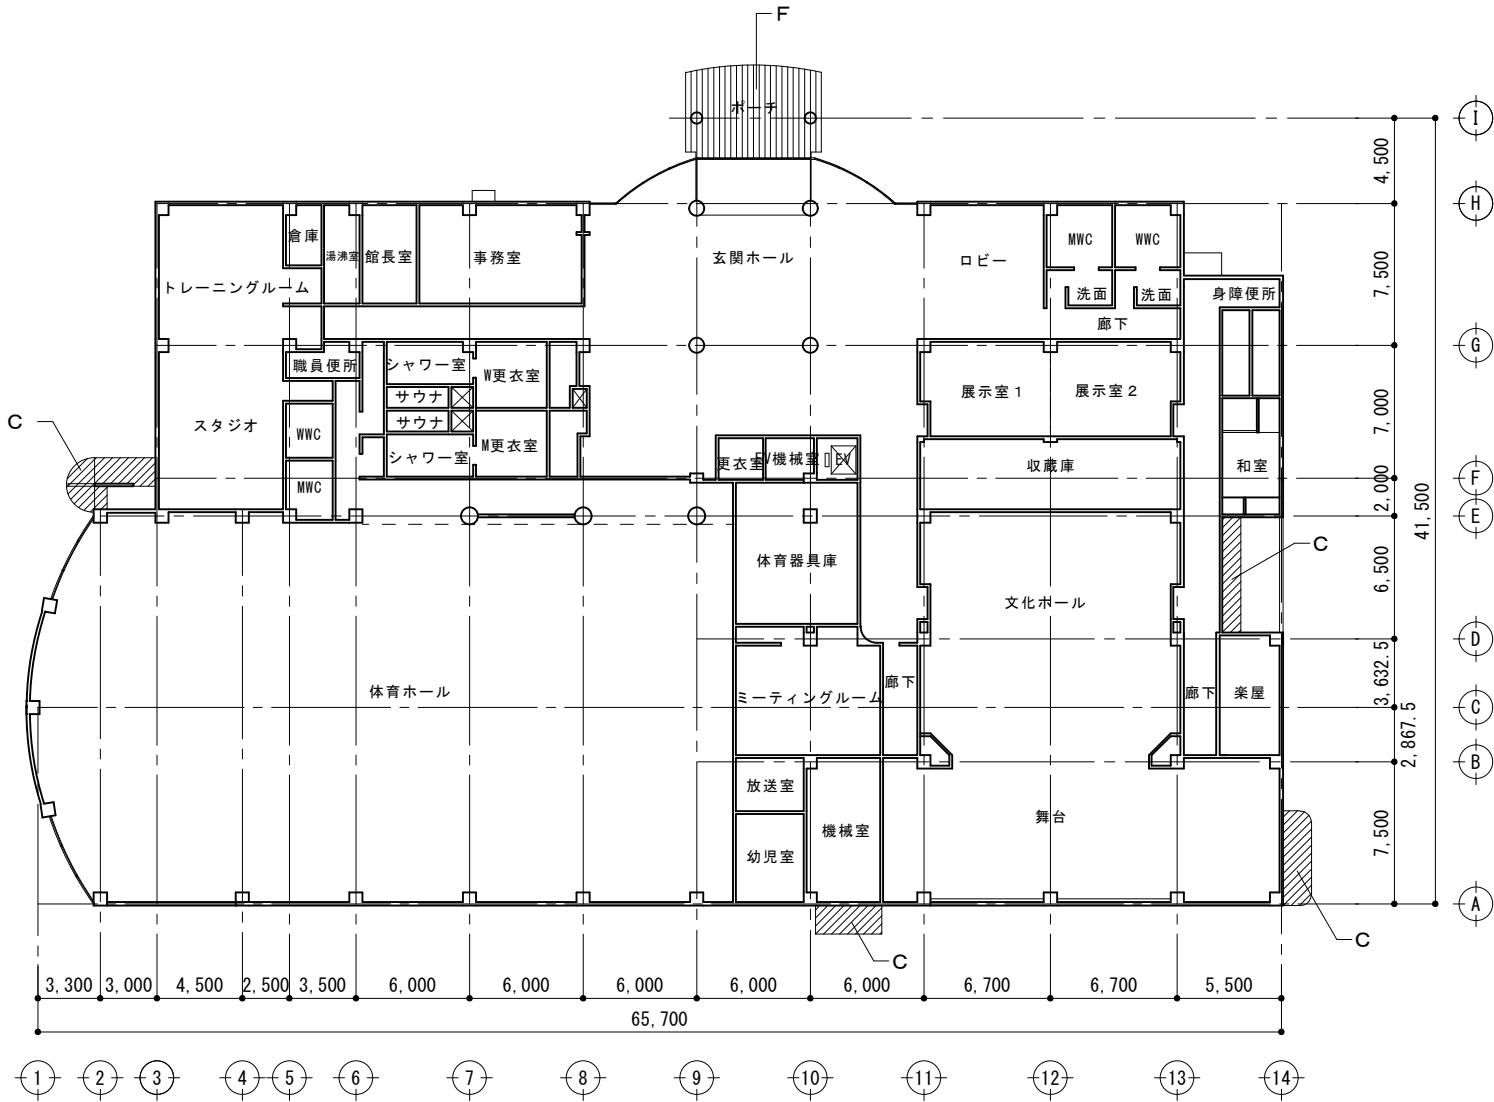 F
ポーチ
I
4,500
H
倉庫
湯沸室
館長室
事務室
玄関ホール
ロビー
MWC
WWC
洗面
洗面
身障便所
トレーニングルーム
7,500
廊下
G
職員便所
シャワー室
W更衣室
サウナ
サウナ
シャワー室
M更衣室
展示室1
展示室2
7,000
スタジオ
WWC
MWC
C
更衣室
EV機械室
EV
収蔵庫
和室
F
2,000
E
41,500
体育器具庫
文化ホール
C
6,500
D
3,632.5
体育ホール
ミーティングルーム
廊下
廊下
楽屋
C
2,867.5
B
放送室
機械室
舞台
幼児室
7,500
A
C
C
3,300
3,000
4,500
2,500
3,500
6,000
6,000
6,000
6,000
6,000
6,700
6,700
5,500
65,700
1
2
3
4
5
6
7
8
9
10
11
12
13
14